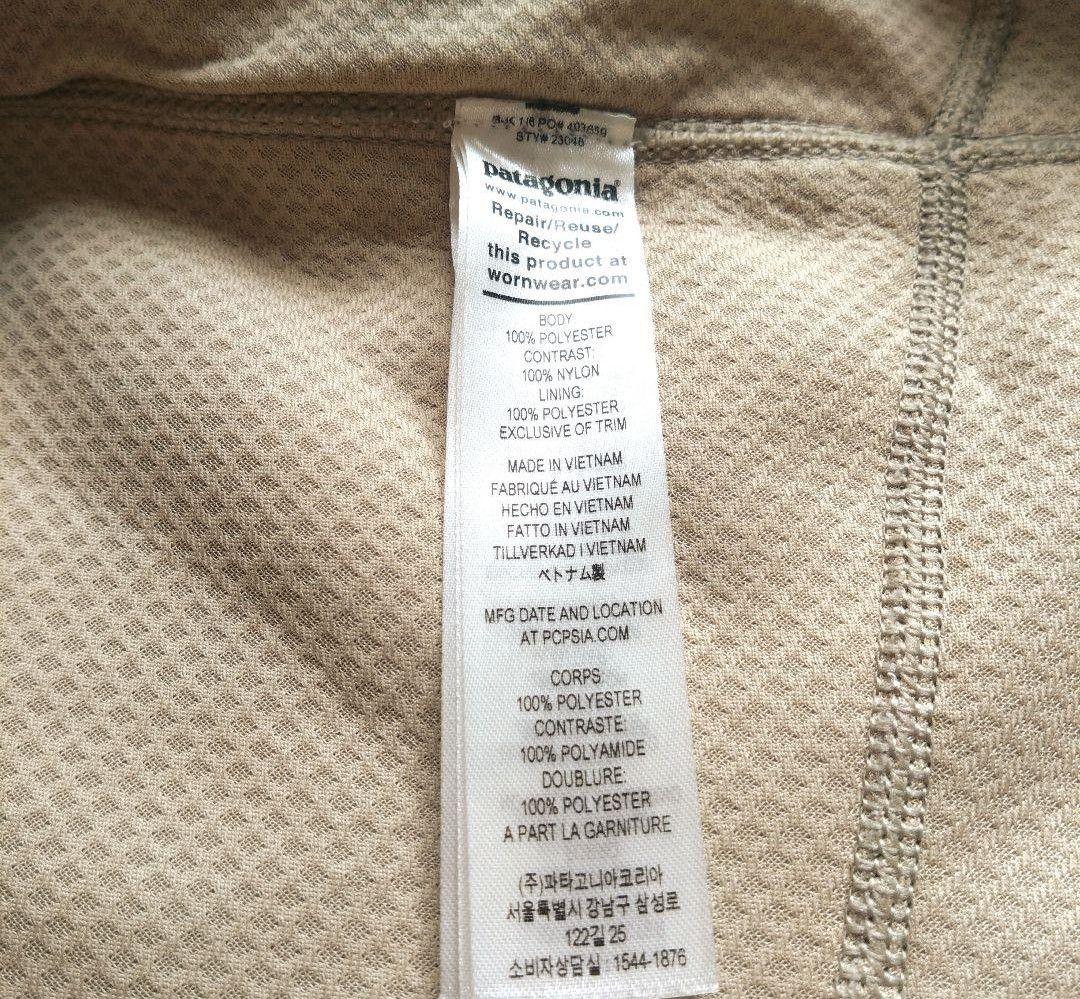 1/6 PO# 403659
STY# 23048
patagonia®
www.patagonia.com
Repair/Reuse/
Recycle
this product at
wornwear.com
BODY
100% POLYESTER
CONTRAST:
100% NYLON
LINING:
100% POLYESTER
EXCLUSIVE OF TRIM
MADE IN VIETNAM
FABRIQUÉ AU VIETNAM
HECHO EN VIETNAM
FATTO IN VIETNAM
TILLVERKAD I VIETNAM
ベトナム製
MFG DATE AND LOCATION
AT PCPSIA.COM
CORPS:
100% POLYESTER
CONTRASTE:
100% POLYAMIDE
DOUBLURE:
100% POLYESTER
A PART LA GARNITURE
(주)파타고니아코리아
서울특별시 강남구 삼성로
122길 25
소비자상담실 : 1544-1876